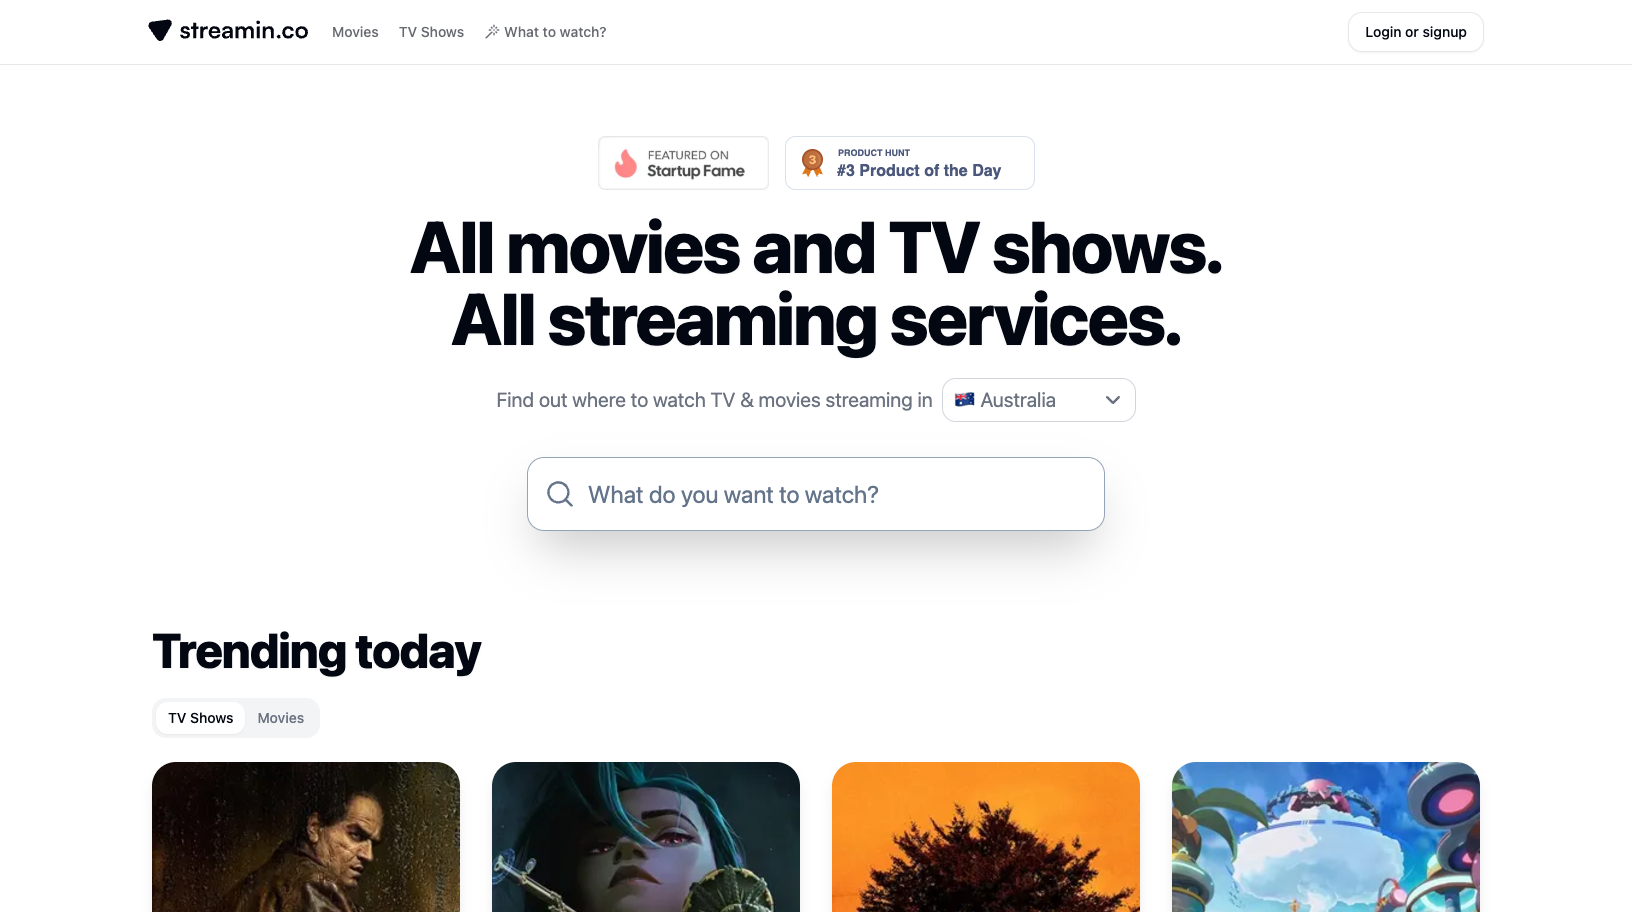 streamin.co
Movies
TV Shows
What to watch?
Login or signup
FEATURED ON
Startup Fame
3
PRODUCT HUNT
#3 Product of the Day
All movies and TV shows.
All streaming services.
Find out where to watch TV & movies streaming in
Australia
What do you want to watch?
Trending today
TV Shows
Movies